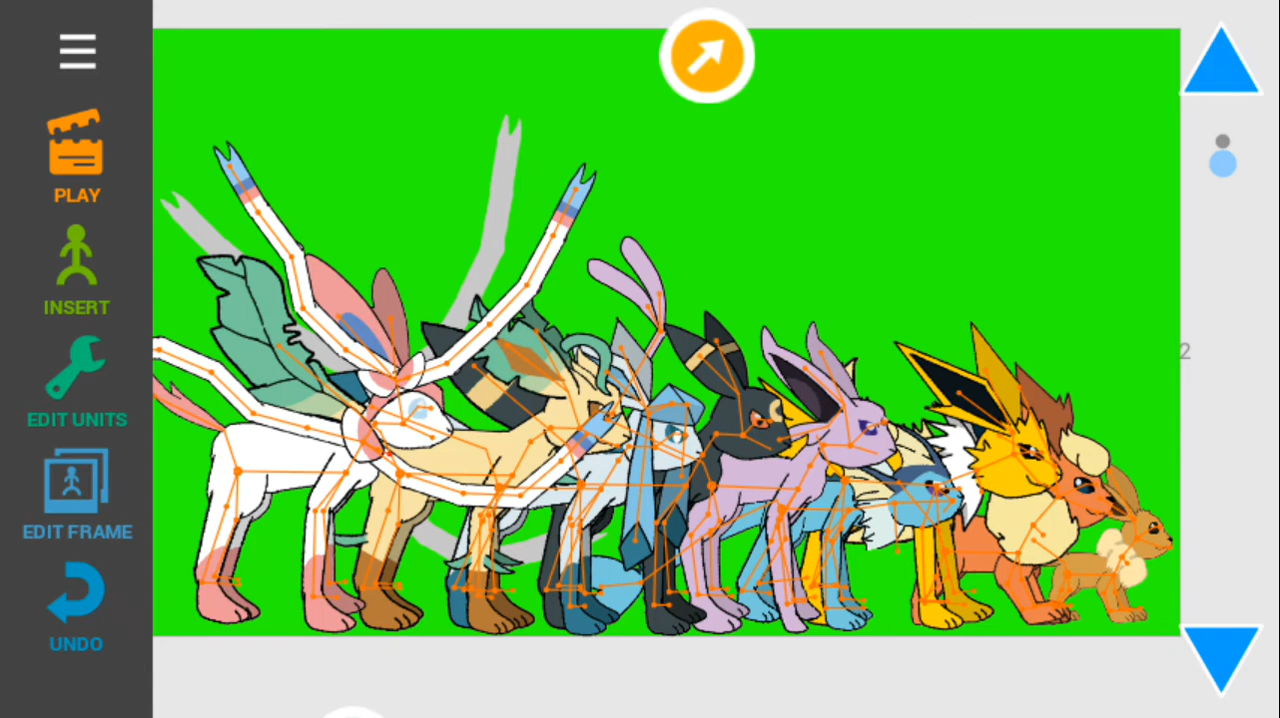 PLAY
INSERT
EDIT UNITS
EDIT FRAME
UNDO
2